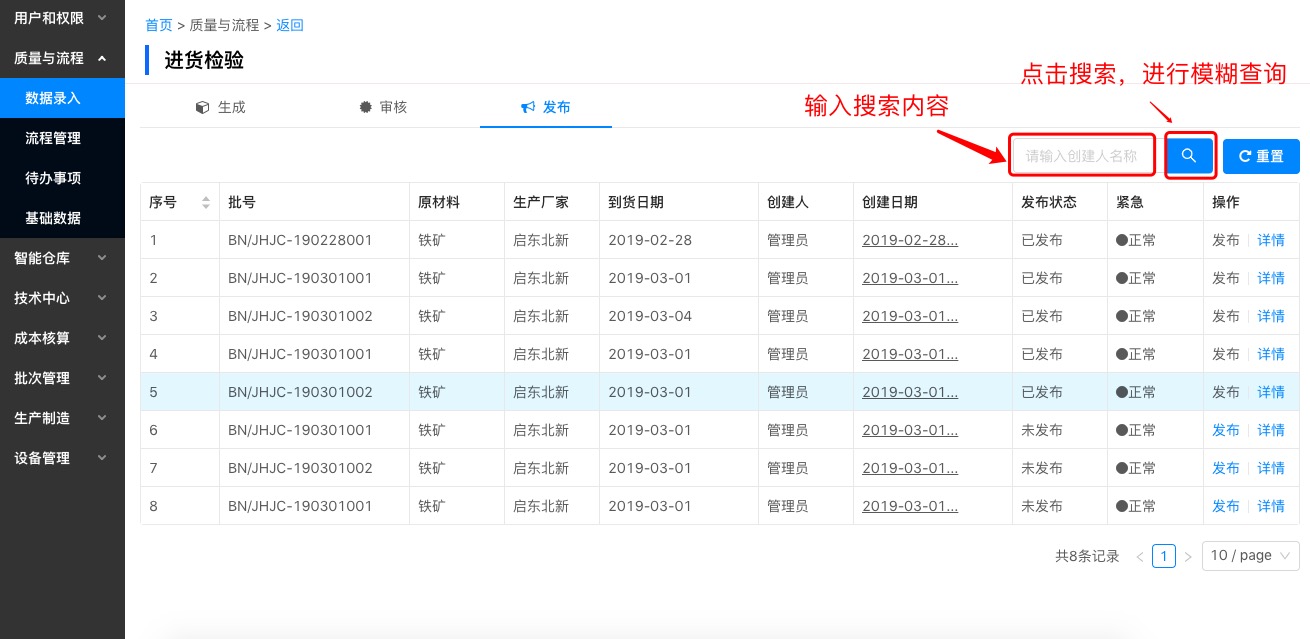 用户和权限
质量与流程
数据录入
流程管理
待办事项
基础数据
智能仓库
技术中心
成本核算
批次管理
生产制造
设备管理
首页 > 质量与流程 > 返回
进货检验
生成 审核 发布
输入搜索内容
点击搜索，进行模糊查询
请输入创建人名称 重置
序号 批号 原材料 生产厂家 到货日期 创建人 创建日期 发布状态 紧急 操作
1 BN/JHJC-190228001 铁矿 启东北新 2019-02-28 管理员 2019-02-28... 已发布 正常 发布 详情
2 BN/JHJC-190301001 铁矿 启东北新 2019-03-01 管理员 2019-03-01... 已发布 正常 发布 详情
3 BN/JHJC-190301002 铁矿 启东北新 2019-03-04 管理员 2019-03-01... 已发布 正常 发布 详情
4 BN/JHJC-190301001 铁矿 启东北新 2019-03-01 管理员 2019-03-01... 已发布 正常 发布 详情
5 BN/JHJC-190301002 铁矿 启东北新 2019-03-01 管理员 2019-03-01... 已发布 正常 发布 详情
6 BN/JHJC-190301001 铁矿 启东北新 2019-03-01 管理员 2019-03-01... 未发布 正常 发布 详情
7 BN/JHJC-190301002 铁矿 启东北新 2019-03-01 管理员 2019-03-01... 未发布 正常 发布 详情
8 BN/JHJC-190301001 铁矿 启东北新 2019-03-01 管理员 2019-03-01... 未发布 正常 发布 详情
共8条记录 < 1 > 10 / page